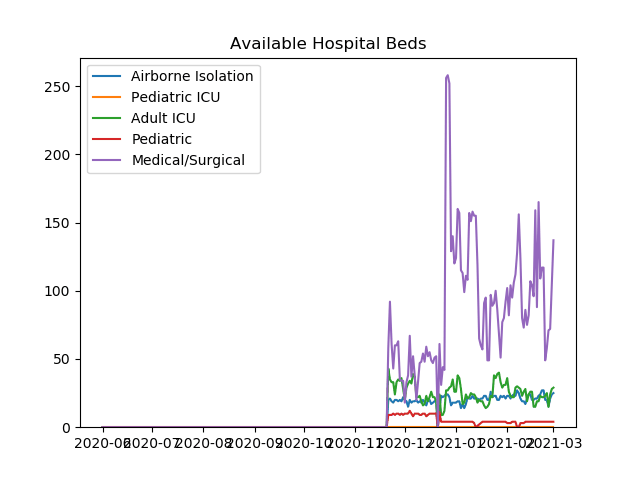 Available Hospital Beds
Airborne Isolation
Pediatric ICU
Adult ICU
Pediatric
Medical/Surgical
250
200
150
100
50
0
2020-06 2020-07 2020-08 2020-09 2020-10 2020-11 2020-12 2021-01 2021-02 2021-03